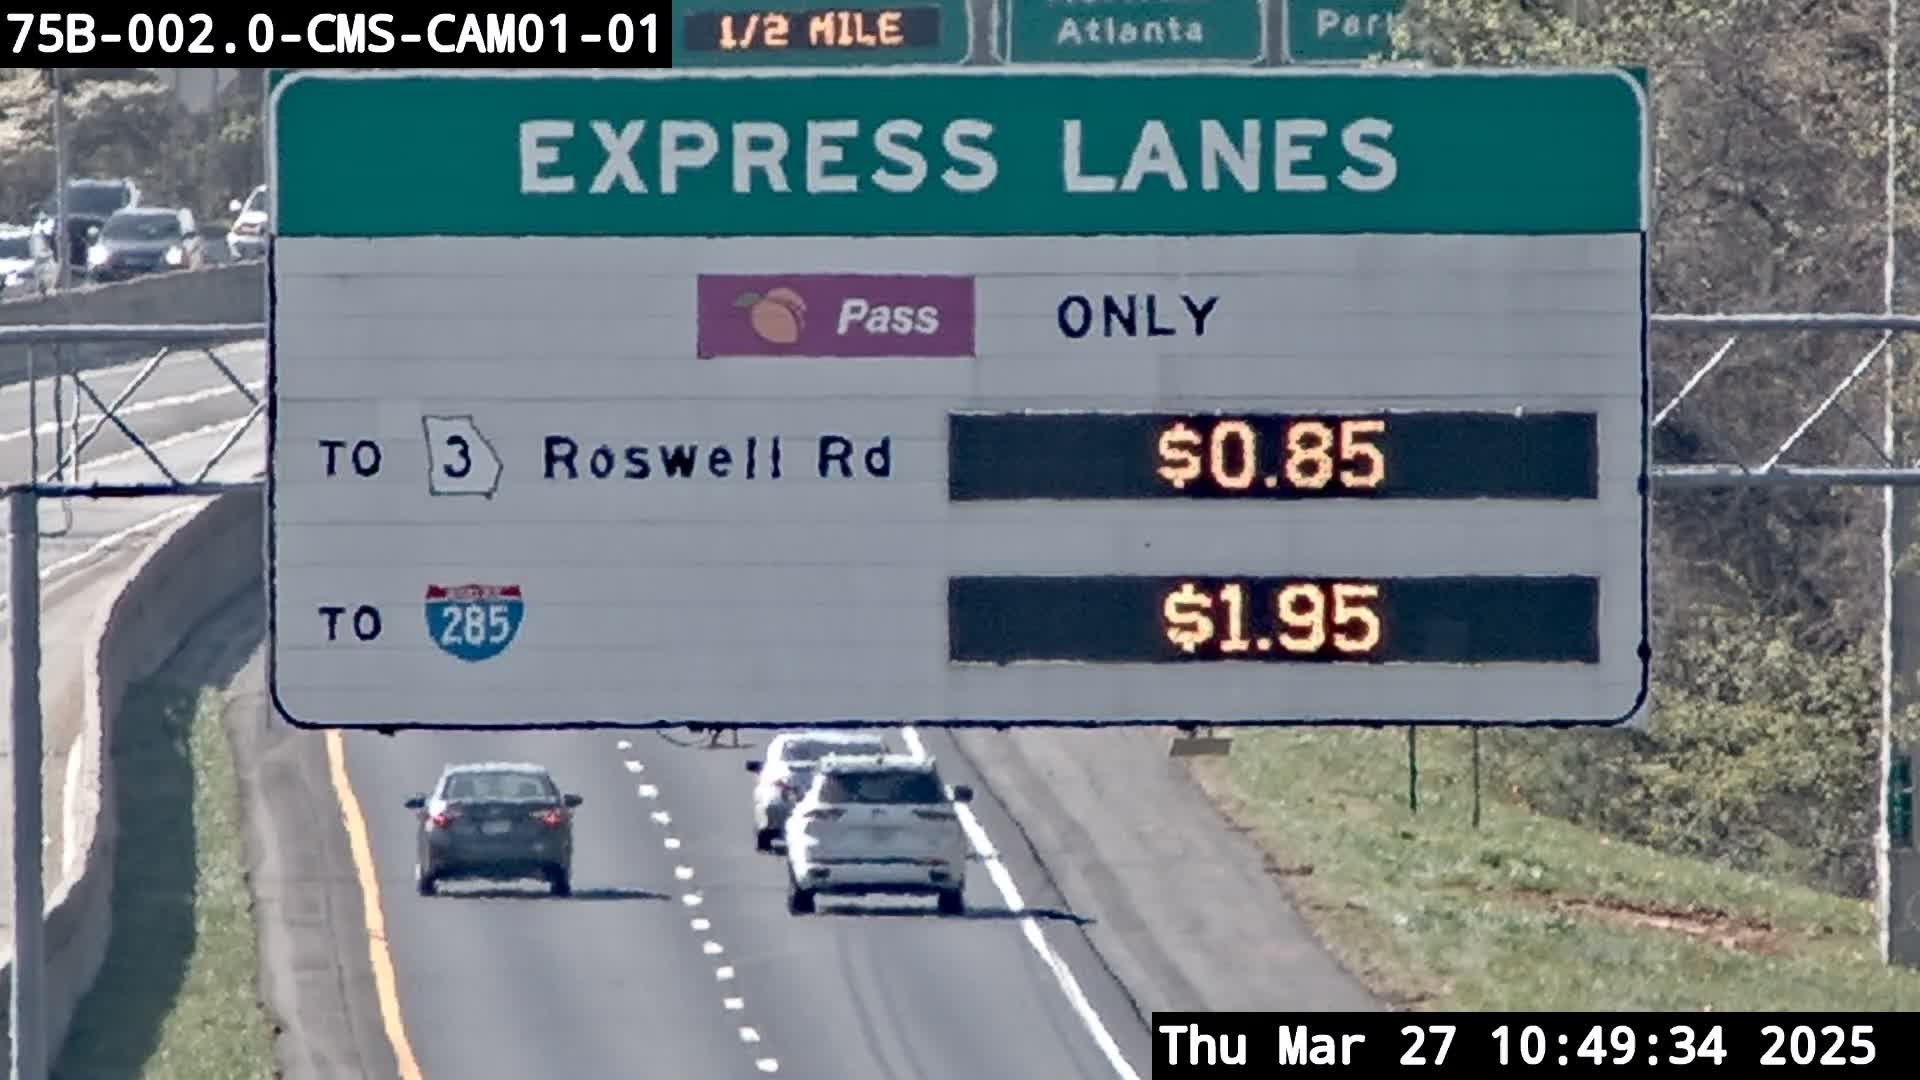 75B-002.0-CMS-CAM01-01
1/2 MILE
Atlanta
EXPRESS LANES
Pass ONLY
TO 3 Roswell Rd $0.85
TO 285 $1.95
Thu Mar 27 10:49:34 2025